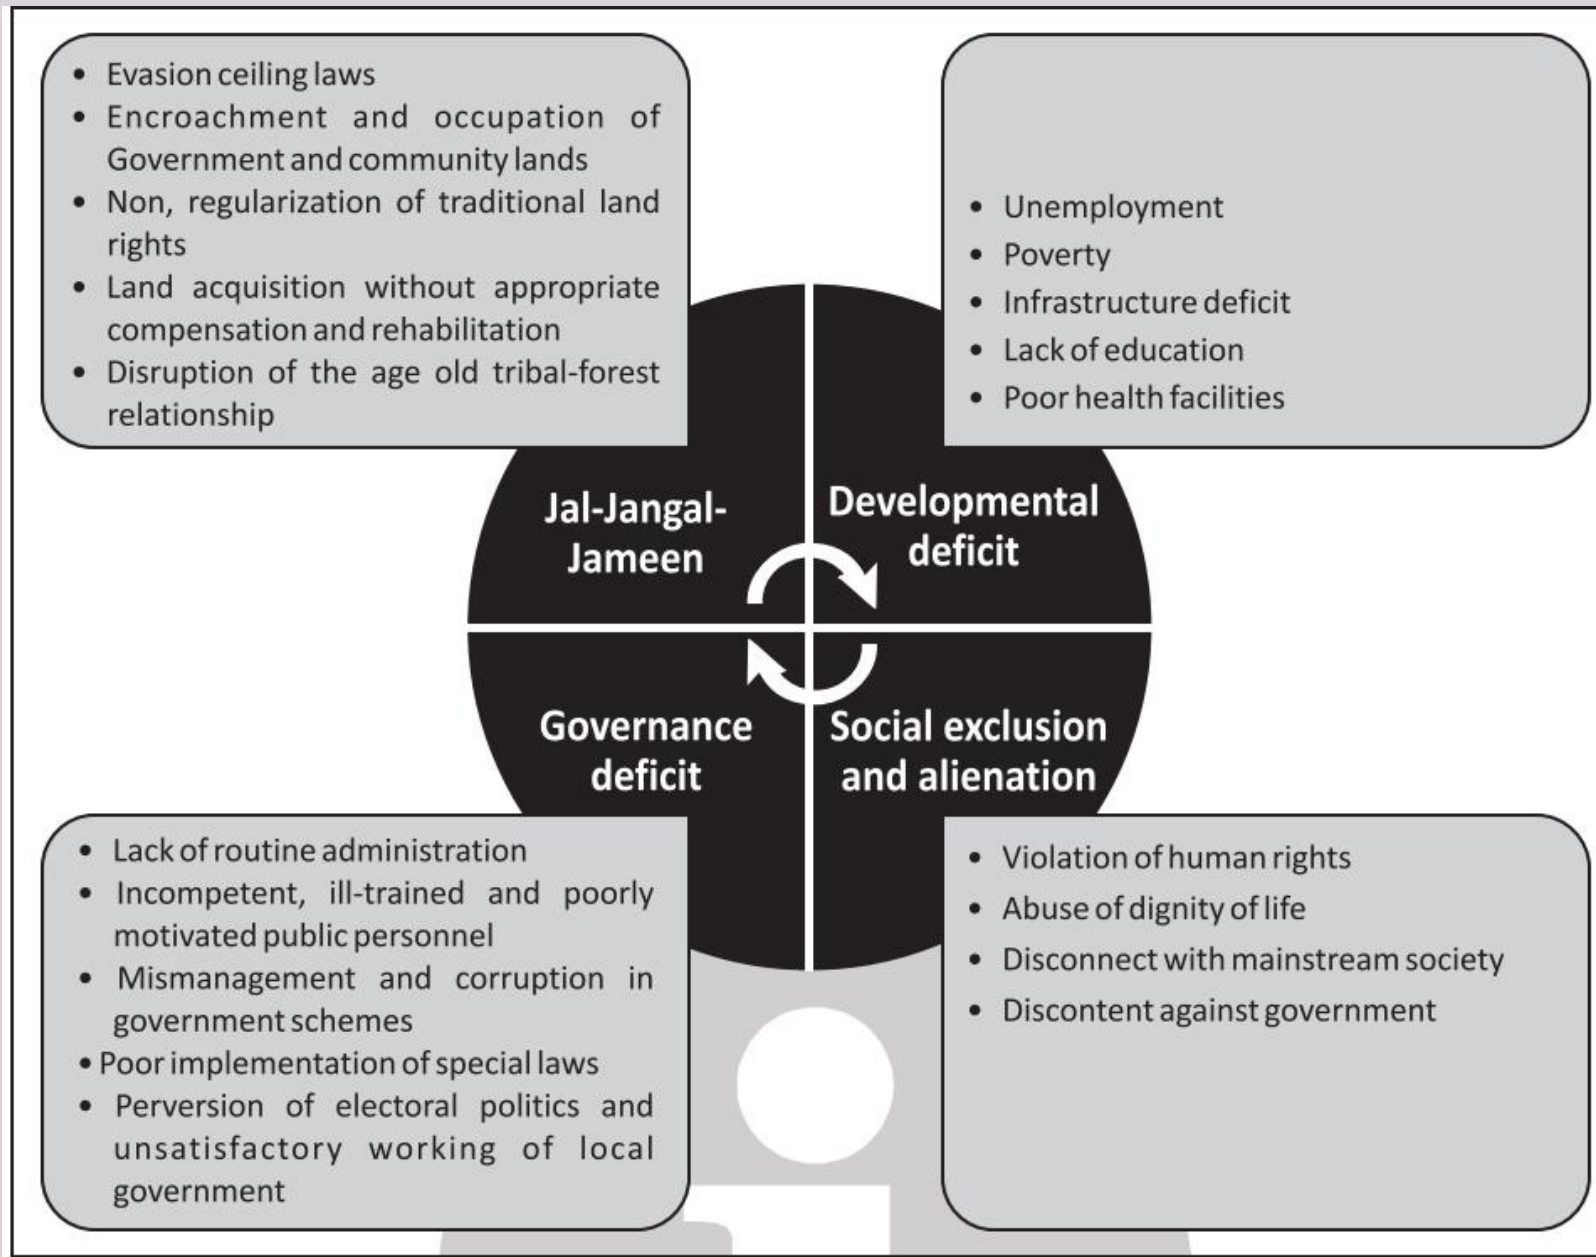 • Evasion ceiling laws
• Encroachment and occupation of
Government and community lands
• Non, regularization of traditional land
rights
• Land acquisition without appropriate
compensation and rehabilitation
• Disruption of the age old tribal-forest
relationship
• Unemployment
• Poverty
• Infrastructure deficit
• Lack of education
• Poor health facilities
Jal-Jangal-
Jameen
Developmental
deficit
Governance
deficit
Social exclusion
and alienation
• Lack of routine administration
• Incompetent, ill-trained and poorly
motivated public personnel
• Mismanagement and corruption in
government schemes
• Poor implementation of special laws
• Perversion of electoral politics and
unsatisfactory working of local
government
• Violation of human rights
• Abuse of dignity of life
• Disconnect with mainstream society
• Discontent against government